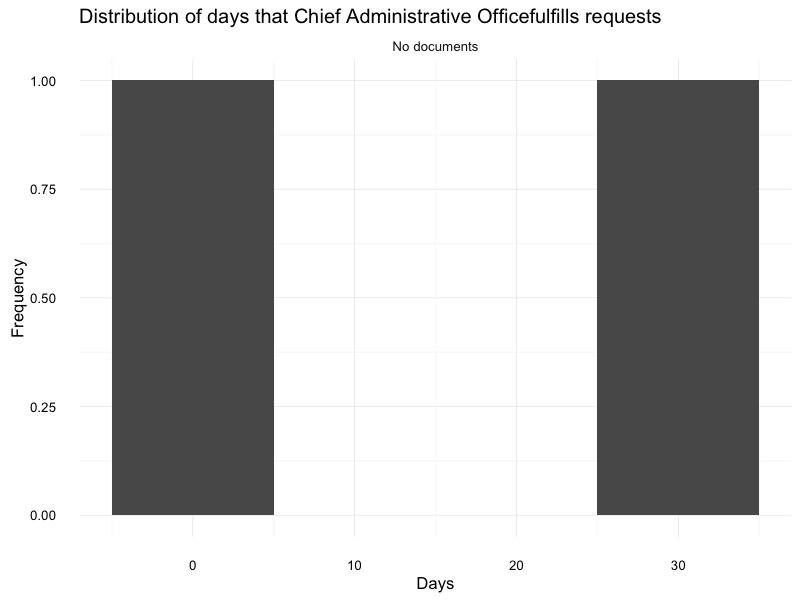 Distribution of days that Chief Administrative Officefulfills requests
No documents
1.00
0.75
0.50
0.25
0.00
Frequency
0 10 20 30
Days